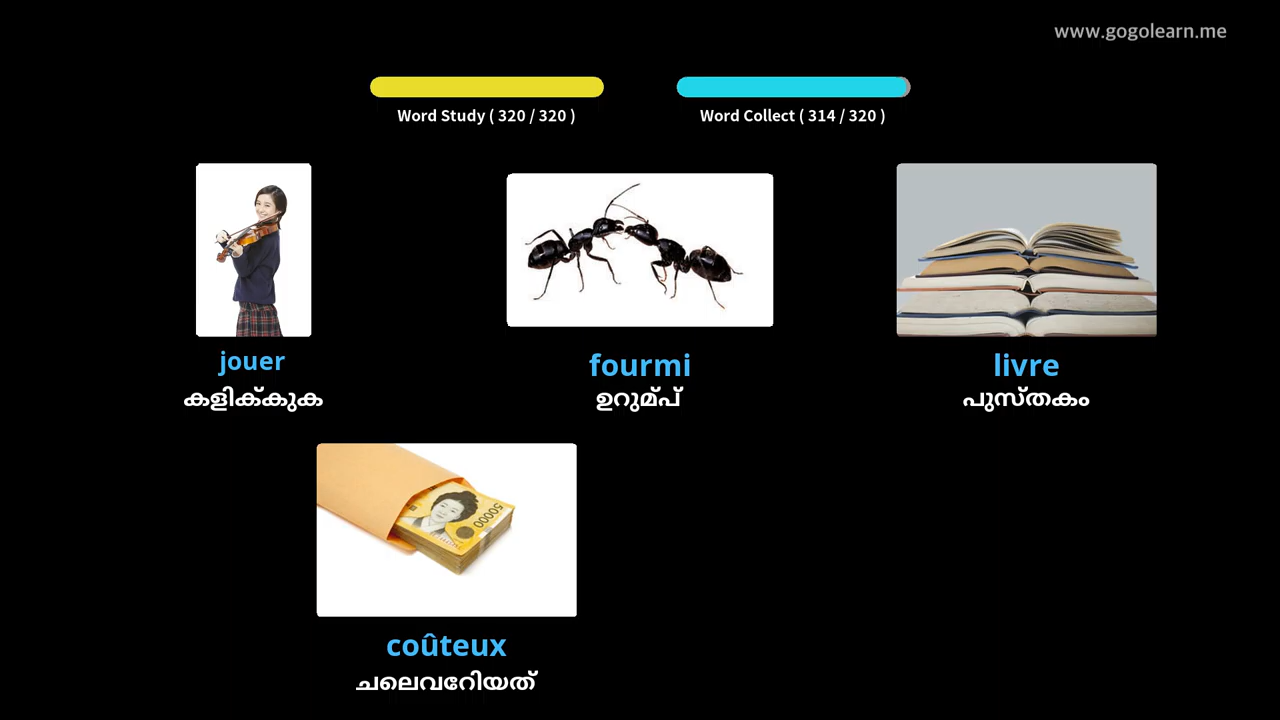 www.gogolearn.me
Word Study ( 320 / 320 )
Word Collect ( 314 / 320 )
jouer
കളിക്കുക
fourmi
ഉറുമ്പ്
livre
പുസ്തകം
50000
coûteux
ചലെവറേിയത്